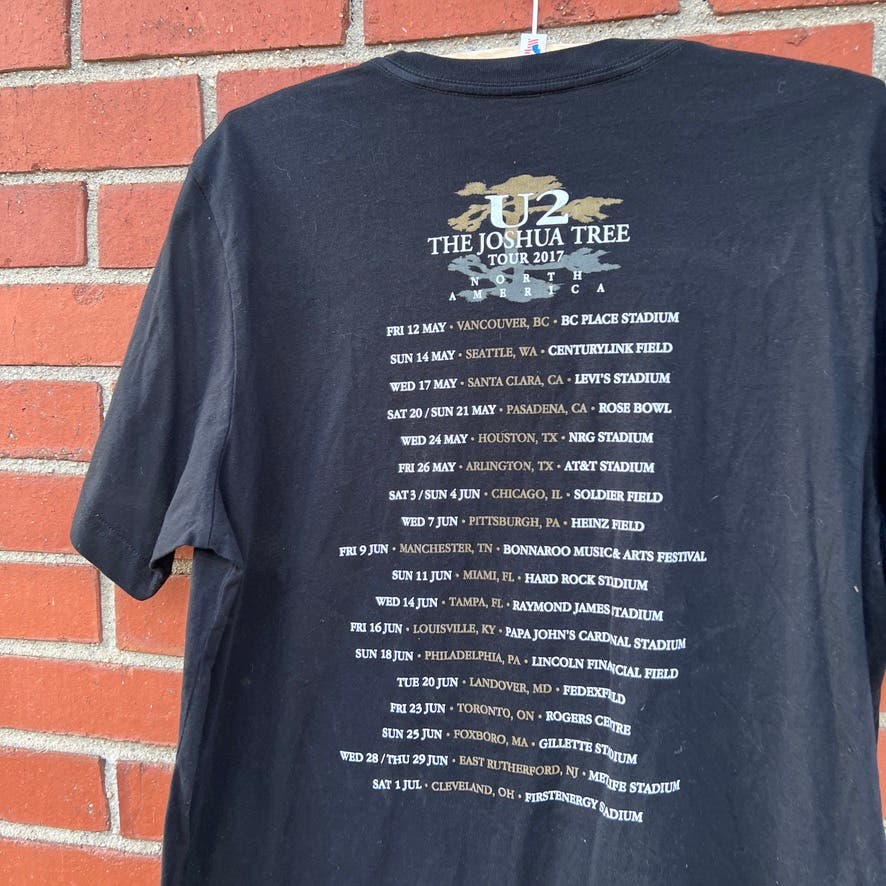 U2
THE JOSHUA TREE
TOUR 2017
NORTH
AMERICA
FRI 12 MAY • VANCOUVER, BC • BC PLACE STADIUM
SUN 14 MAY • SEATTLE, WA • CENTURYLINK FIELD
WED 17 MAY • SANTA CLARA, CA • LEVI'S STADIUM
SAT 20 / SUN 21 MAY • PASADENA, CA • ROSE BOWL
WED 24 MAY • HOUSTON, TX • NRG STADIUM
FRI 26 MAY • ARLINGTON, TX • AT&T STADIUM
SAT 3 / SUN 4 JUN • CHICAGO, IL • SOLDIER FIELD
WED 7 JUN • PITTSBURGH, PA • HEINZ FIELD
FRI 9 JUN • MANCHESTER, TN • BONNAROO MUSIC & ARTS FESTIVAL
SUN 11 JUN • MIAMI, FL • HARD ROCK STADIUM
WED 14 JUN • TAMPA, FL • RAYMOND JAMES STADIUM
FRI 16 JUN • LOUISVILLE, KY • PAPA JOHN'S CARDINAL STADIUM
SUN 18 JUN • PHILADELPHIA, PA • LINCOLN FINANCIAL FIELD
TUE 20 JUN • LANDOVER, MD • FEDEXFIELD
FRI 23 JUN • TORONTO, ON • ROGERS CENTRE
SUN 25 JUN • FOXBORO, MA • GILLETTE STADIUM
WED 28 / THU 29 JUN • EAST RUTHERFORD, NJ • METLIFE STADIUM
SAT 1 JUL • CLEVELAND, OH • FIRSTENERGY STADIUM